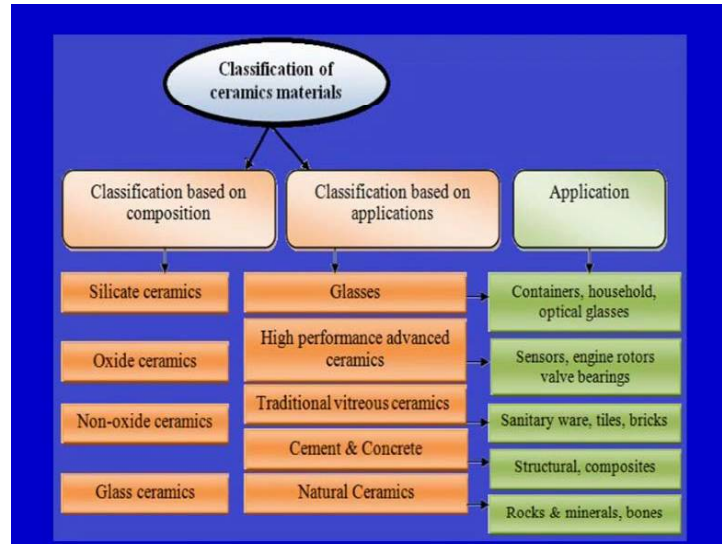 Classification of
ceramics materials
Classification based on
composition
Classification based on
applications
Application
Silicate ceramics
Oxide ceramics
Non-oxide ceramics
Glass ceramics
Glasses
High performance advanced
ceramics
Traditional vitreous ceramics
Cement & Concrete
Natural Ceramics
Containers, household,
optical glasses
Sensors, engine rotors
valve bearings
Sanitary ware, tiles, bricks
Structural, composites
Rocks & minerals, bones